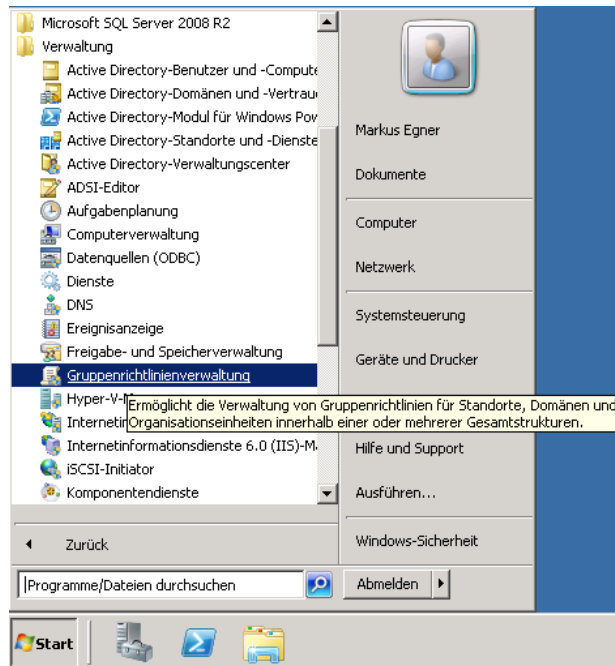 Microsoft SQL Server 2008 R2
Verwaltung
Active Directory-Benutzer und -Compute
Active Directory-Domänen und -Vertrau
Active Directory-Modul für Windows Pow
Active Directory-Standorte und -Dienste
Active Directory-Verwaltungscenter
ADSI-Editor
Aufgabenplanung
Computerverwaltung
Datenquellen (ODBC)
Dienste
DNS
Ereignisanzeige
Freigabe- und Speicherverwaltung
Gruppenrichtlinienverwaltung
Hyper-V-M
Internetin
Internetinformationsdienste 6.0 (IIS)-M
iSCSI-Initiator
Komponentendienste
Ermöglicht die Verwaltung von Gruppenrichtlinien für Standorte, Domänen und
Organisationseinheiten innerhalb einer oder mehrerer Gesamtstrukturen.
Zurück
Programme/Dateien durchsuchen
Markus Egner
Dokumente
Computer
Netzwerk
Systemsteuerung
Geräte und Drucker
Hilfe und Support
Ausführen...
Windows-Sicherheit
Abmelden
Start